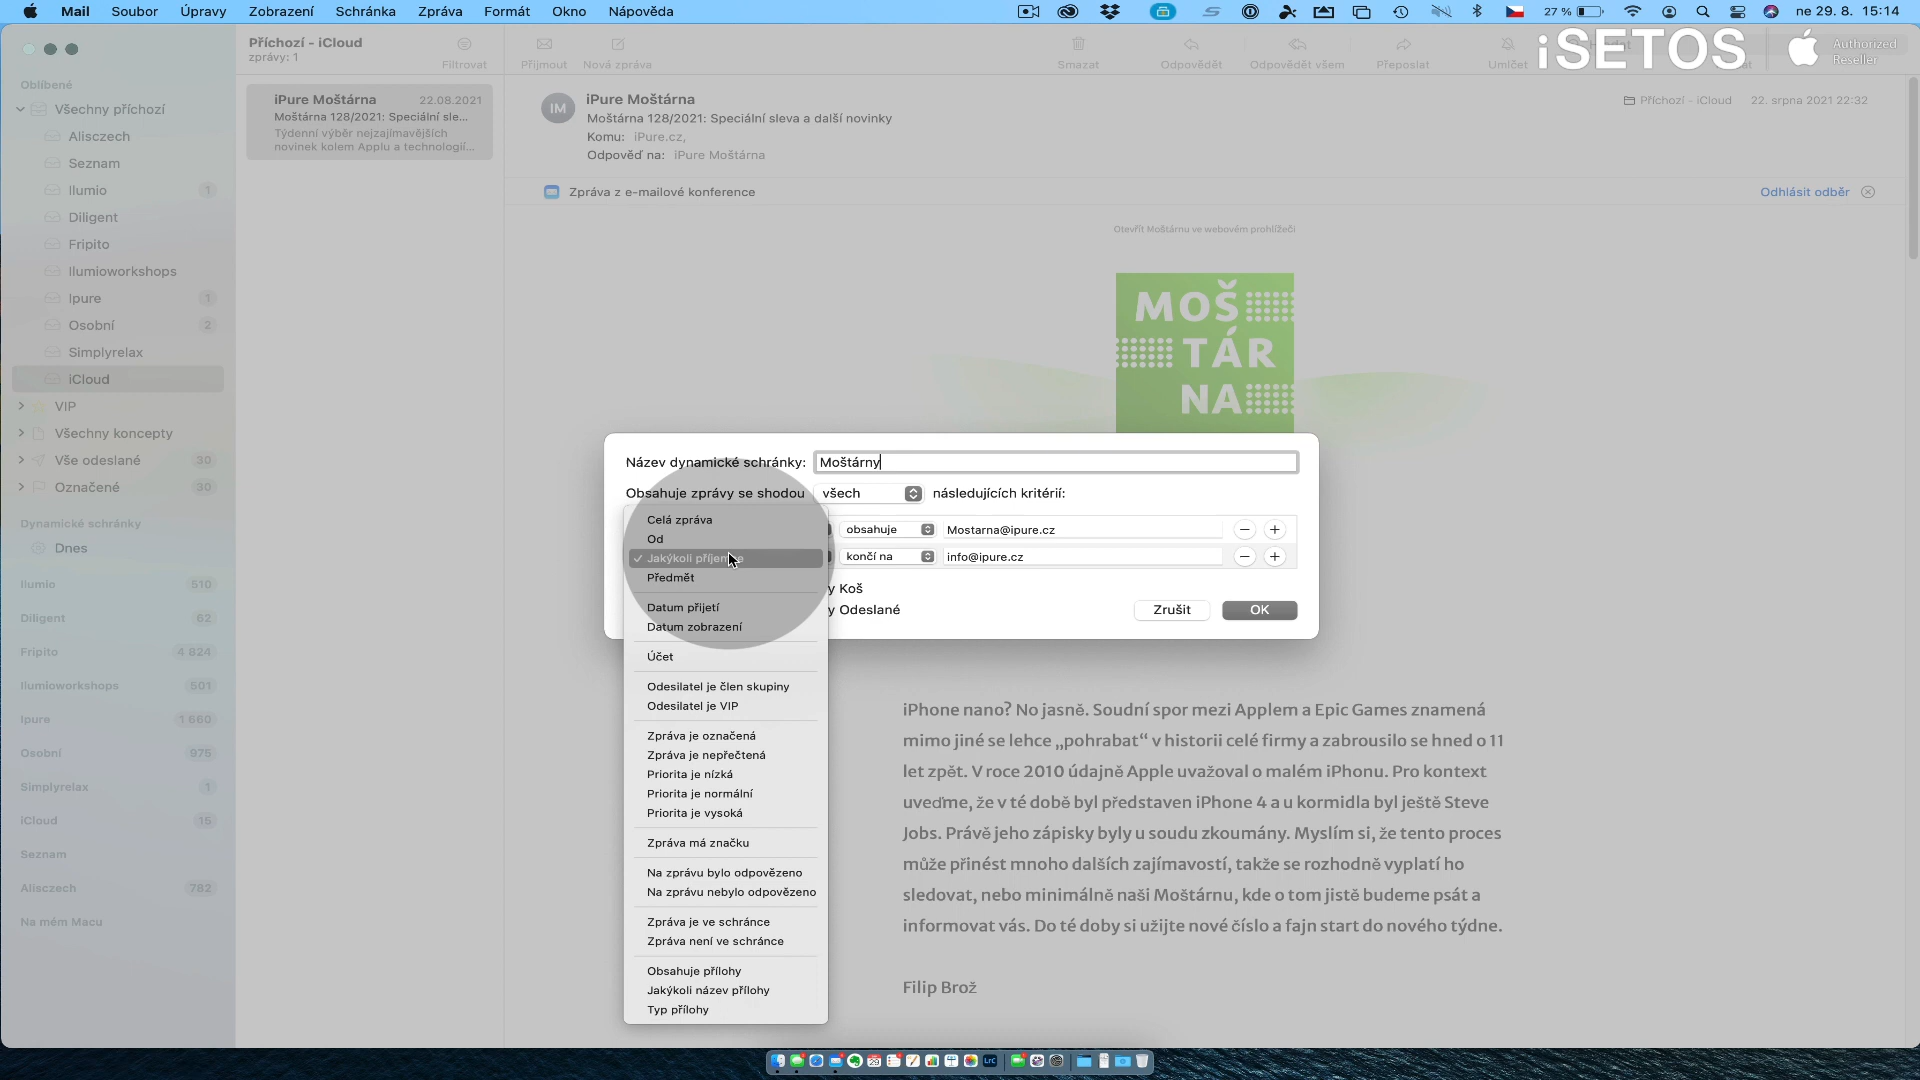 Mail Soubor Úpravy Zobrazení Schránka Zpráva Formát Okno Nápověda 27 % ne 29. 8. 15:14
Příchozí – iCloud
zprávy: 1
Filtrovat
Přijmout Nová zpráva Smazat Odpovědět Odpovědět všem Přeposlat Umlčet
iSETOS
Authorized
Reseller
Oblíbené
Všechny příchozí
Alisczech
Seznam
Ilumio 1
Diligent
Fripito
Ilumioworkshops
Ipure 1
Osobní 2
Simplyrelax
iCloud
VIP
Všechny koncepty
Vše odeslané 30
Označené 30
Dynamické schránky
Dnes
Ilumio 510
Diligent 62
Fripito 4 824
Ilumioworkshops 501
Ipure 1 660
Osobní 975
Simplyrelax 1
iCloud 15
Seznam
Alisczech 782
Na mém Macu
iPure Moštárna 22.08.2021
Moštárna 128/2021: Speciální sle...
Týdenní výběr nejzajímavějších
novinek kolem Applu a technologií...
IM
iPure Moštárna
Moštárna 128/2021: Speciální sleva a další novinky
Komu: iPure.cz,
Odpověď na: iPure Moštárna
Příchozí – iCloud 22. srpna 2021 22:32
Zpráva z e-mailové konference
Odhlásit odběr
Otevřít Moštárnu ve webovém prohlížeči
MOŠ
TÁR
NA
Název dynamické schránky: Moštárny
Obsahuje zprávy se shodou všech následujících kritérií:
obsahuje Mostarna@ipure.cz
končí na info@ipure.cz
y Koš
y Odeslané
Zrušit OK
Celá zpráva
Od
Jakýkoli příjemce
Předmět
Datum přijetí
Datum zobrazení
Účet
Odesilatel je člen skupiny
Odesilatel je VIP
Zpráva je označená
Zpráva je nepřečtená
Priorita je nízká
Priorita je normální
Priorita je vysoká
Zpráva má značku
Na zprávu bylo odpovězeno
Na zprávu nebylo odpovězeno
Zpráva je ve schránce
Zpráva není ve schránce
Obsahuje přílohy
Jakýkoli název přílohy
Typ přílohy
iPhone nano? No jasně. Soudní spor mezi Applem a Epic Games znamená
mimo jiné se lehce „pohrabat“ v historii celé firmy a zabrousilo se hned o 11
let zpět. V roce 2010 údajně Apple uvažoval o malém iPhonu. Pro kontext
uveďme, že v té době byl představen iPhone 4 a u kormidla byl ještě Steve
Jobs. Právě jeho zápisky byly u soudu zkoumány. Myslím si, že tento proces
může přinést mnoho dalších zajímavostí, takže se rozhodně vyplatí ho
sledovat, nebo minimálně naši Moštárnu, kde o tom jistě budeme psát a
informovat vás. Do té doby si užijte nové číslo a fajn start do nového týdne.
Filip Brož
LrC